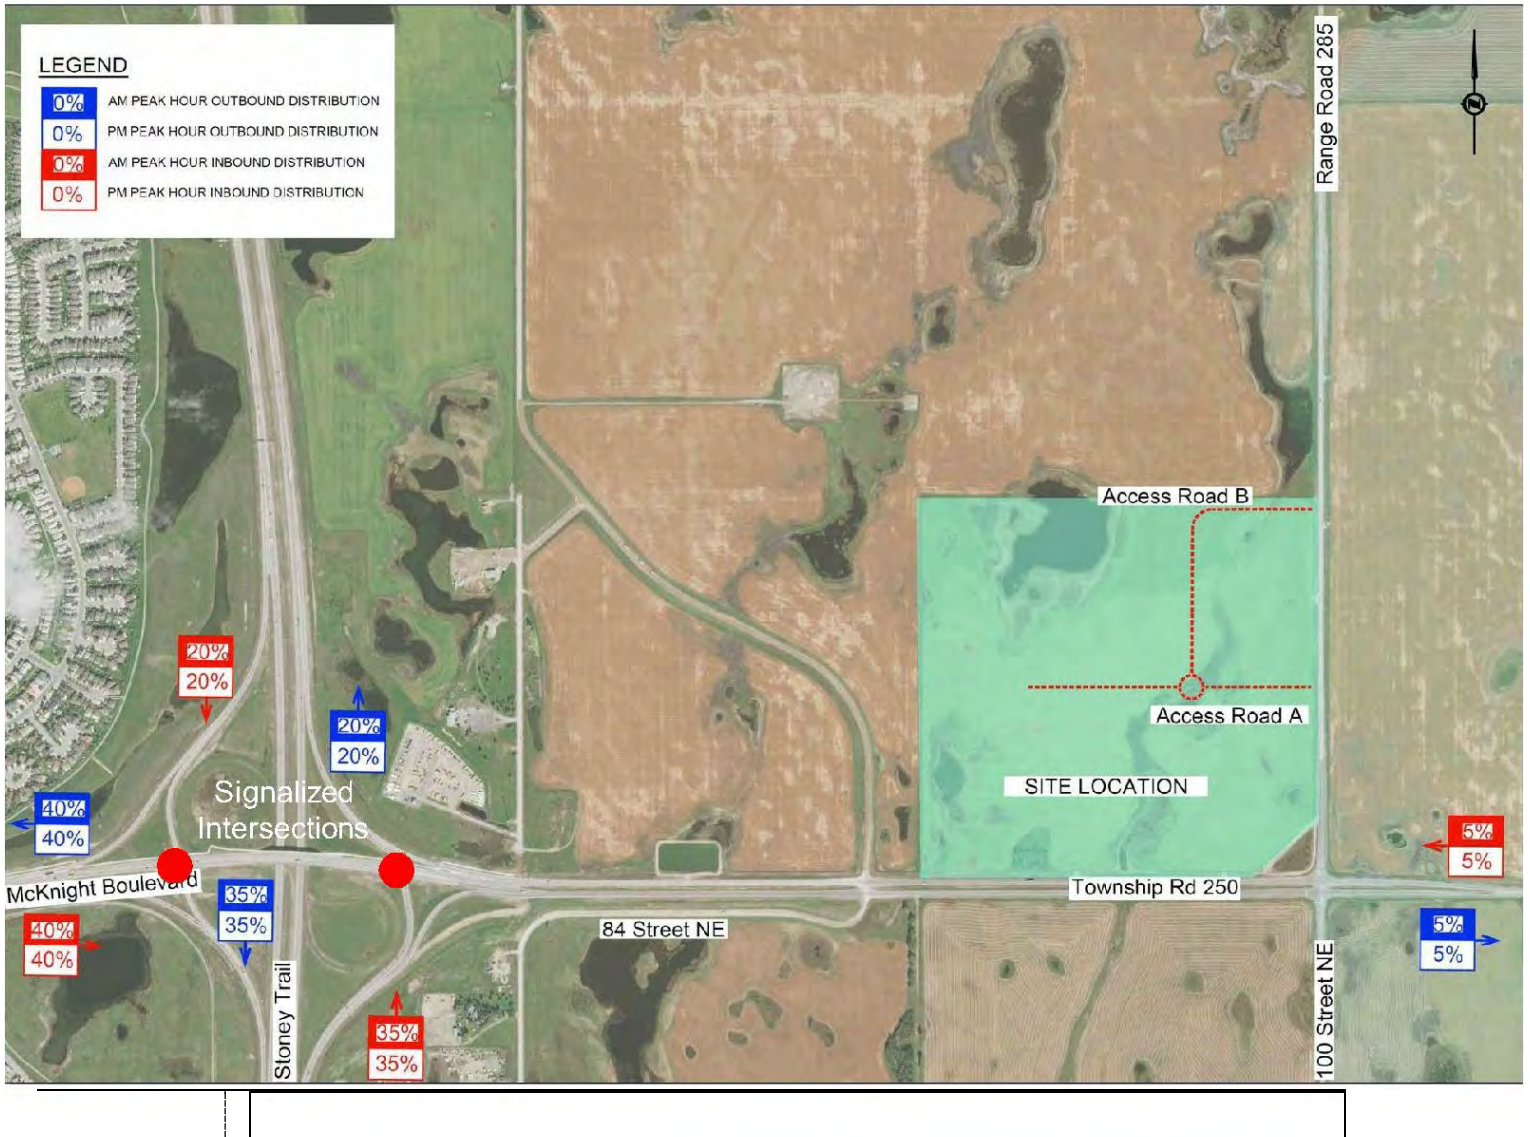 LEGEND
0% AM PEAK HOUR OUTBOUND DISTRIBUTION
0% PM PEAK HOUR OUTBOUND DISTRIBUTION
0% AM PEAK HOUR INBOUND DISTRIBUTION
0% PM PEAK HOUR INBOUND DISTRIBUTION
Range Road 285
Access Road B
20%
20%
Access Road A
20%
20%
SITE LOCATION
Signalized
Intersections
40%
40%
5%
5%
McKnight Boulevard
Township Rd 250
35%
35%
84 Street NE
40%
40%
5%
5%
Stoney Trail
35%
35%
100 Street NE